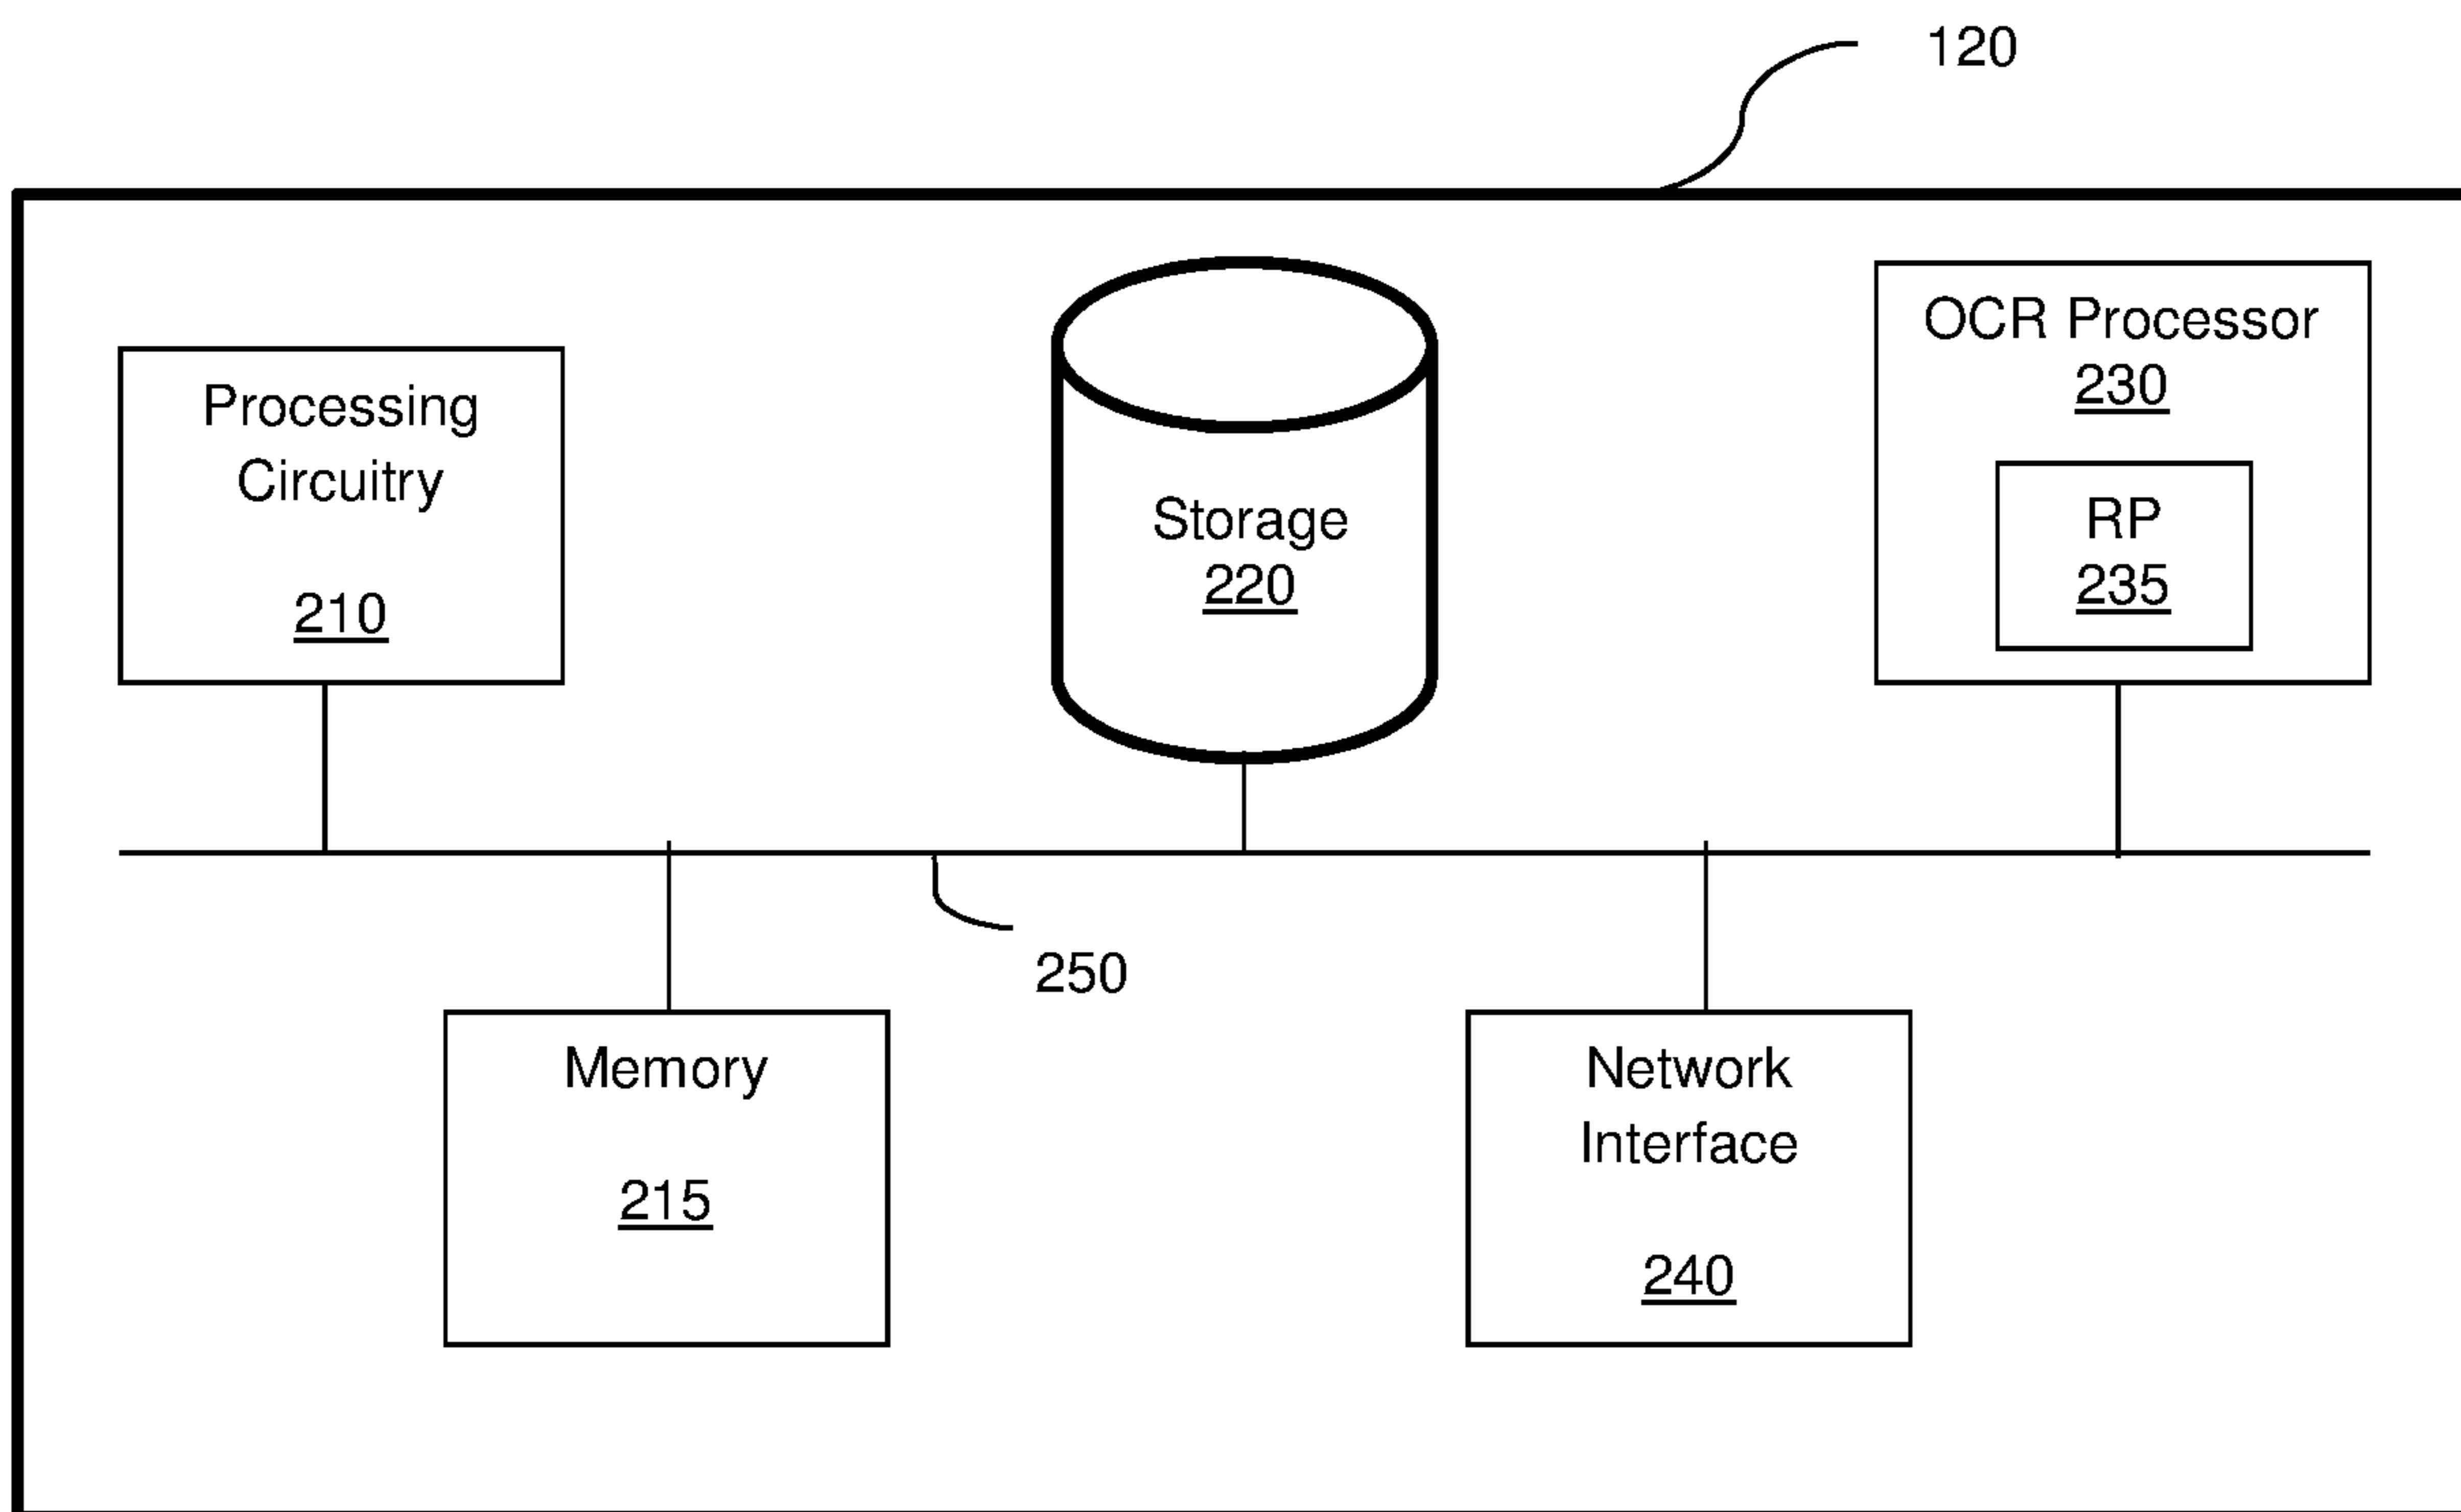 120
Processing
Circuitry
210
Storage
220
OCR Processor
230
RP
235
250
Memory
215
Network
Interface
240